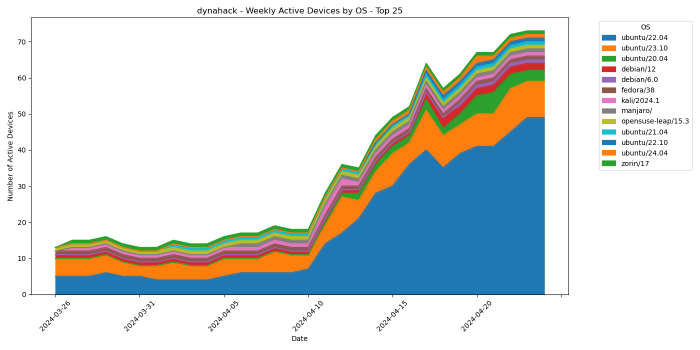 dynahack - Weekly Active Devices by OS - Top 25
Number of Active Devices
70
60
50
40
30
20
10
0
2024-03-26
2024-03-31
2024-04-05
2024-04-10
2024-04-15
2024-04-20
Date
OS
ubuntu/22.04
ubuntu/23.10
ubuntu/20.04
debian/12
debian/6.0
fedora/38
kali/2024.1
manjaro/
opensuse-leap/15.3
ubuntu/21.04
ubuntu/22.10
ubuntu/24.04
zorin/17